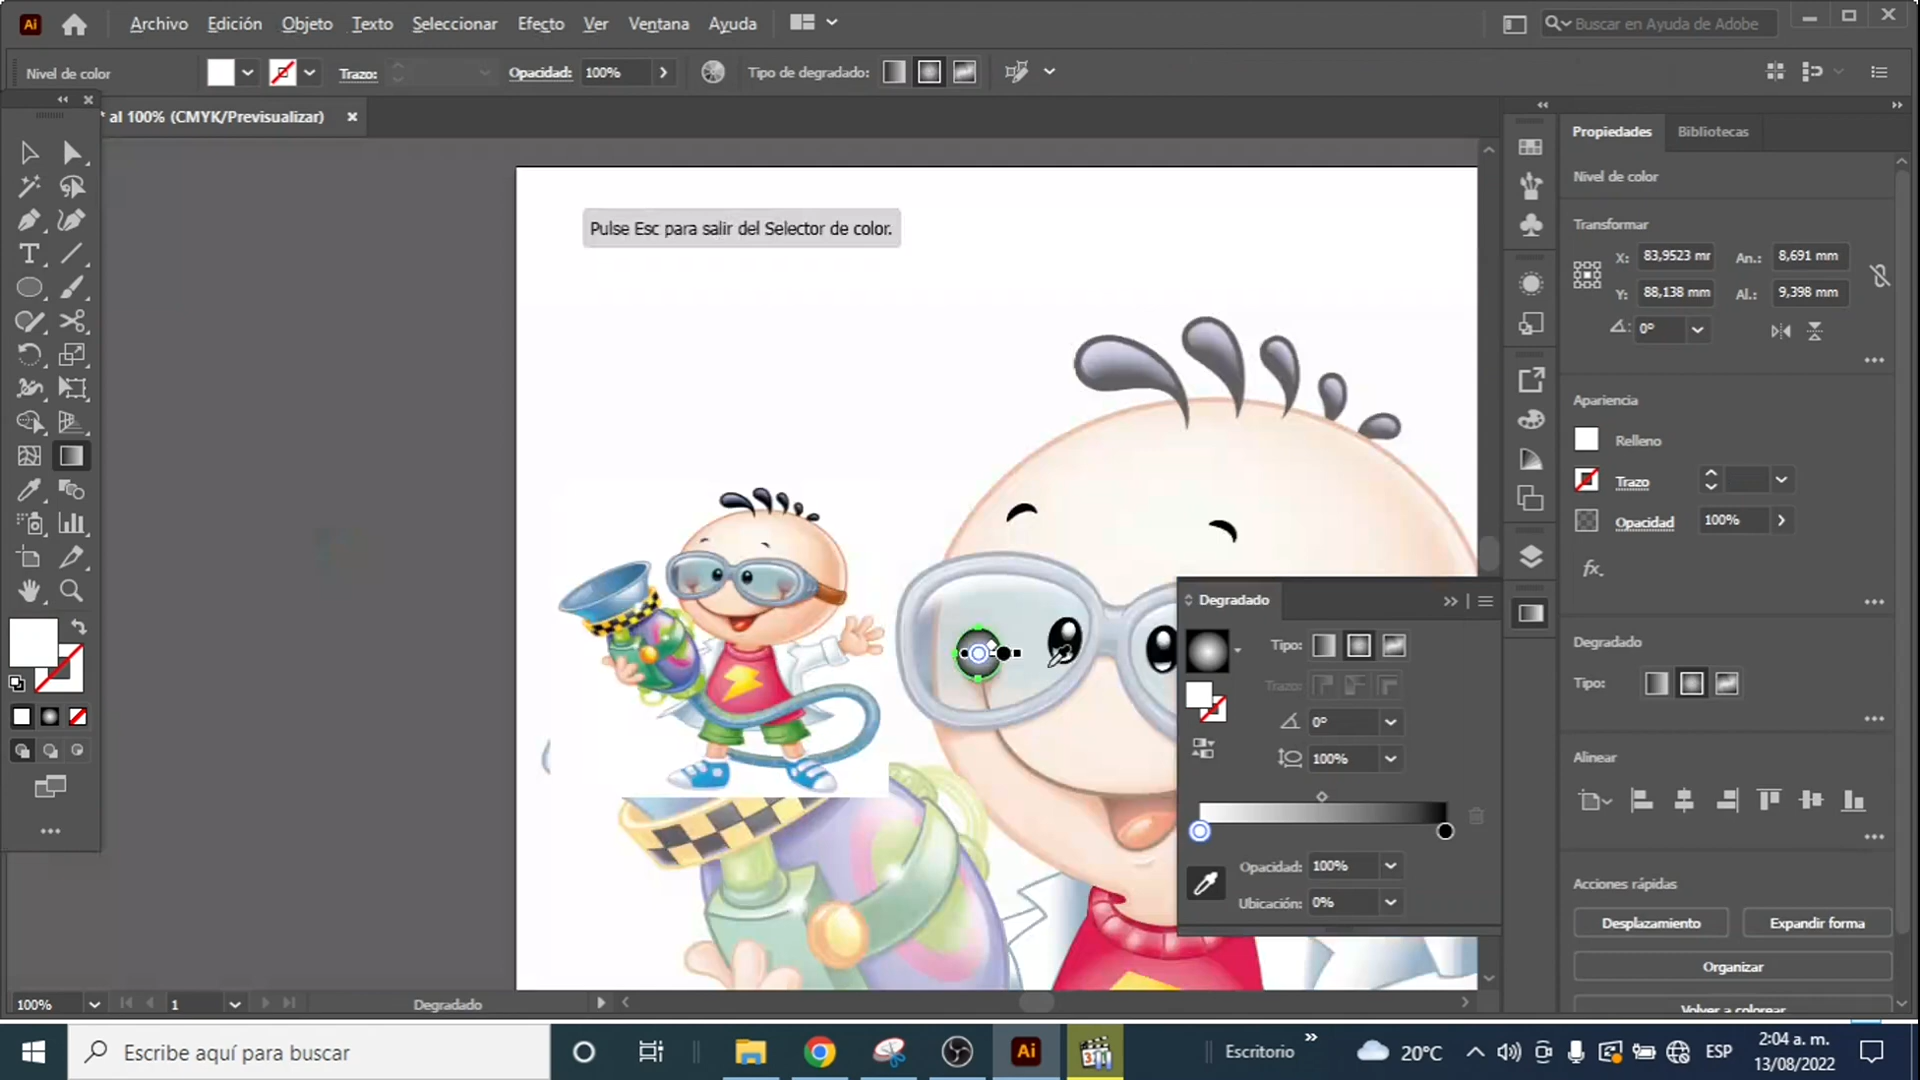 Ai Archivo Edición Objeto Texto Seleccionar Efecto Ver Ventana Ayuda Buscar en Ayuda de Adobe
Nivel de color Trazo: Opacidad: 100% Tipo de degradado:
* al 100% (CMYK/Previsualizar)
Propiedades Bibliotecas
Nivel de color
Pulse Esc para salir del Selector de color.
Transformar
X: 83,9523 mr An.: 8,691 mm
Y: 88,138 mm Al.: 9,398 mm
0°
Apariencia
Relleno
Trazo
Opacidad 100%
fx.
Degradado
Tipo:
Alinear
Acciones rápidas
Desplazamiento Expandir forma
Organizar
Volver a colorear
Degradado
Tipo:
Trazo:
0°
100%
Opacidad: 100%
Ubicación: 0%
100% 1 Degradado
Escribe aquí para buscar
Ai
Escritorio » 20°C ESP
2:04 a. m.
13/08/2022